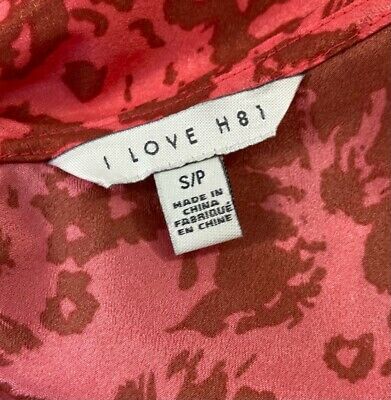 I LOVE H81
S/P
MADE IN
CHINA
FABRIQUÉ
EN CHINE